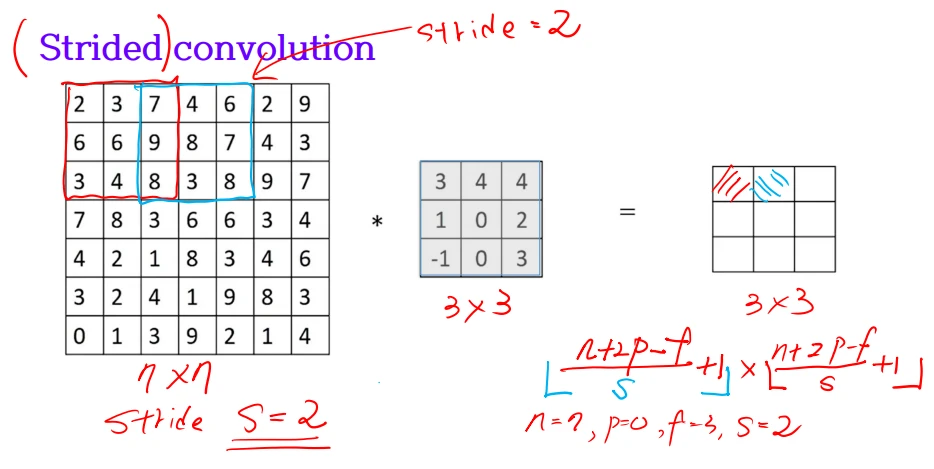 (Strided) convolution
stride = 2
2 3 7 4 6 2 9
6 6 9 8 7 4 3
3 4 8 3 8 9 7
7 8 3 6 6 3 4
4 2 1 8 3 4 6
3 2 4 1 9 8 3
0 1 3 9 2 1 4
n × n
stride s = 2
*
3 4 4
1 0 2
-1 0 3
3 × 3
=
3 × 3
⌊(n+2p-f)/s +1⌋ × ⌊(n+2p-f)/s +1⌋
n=7, p=0, f=3, s=2